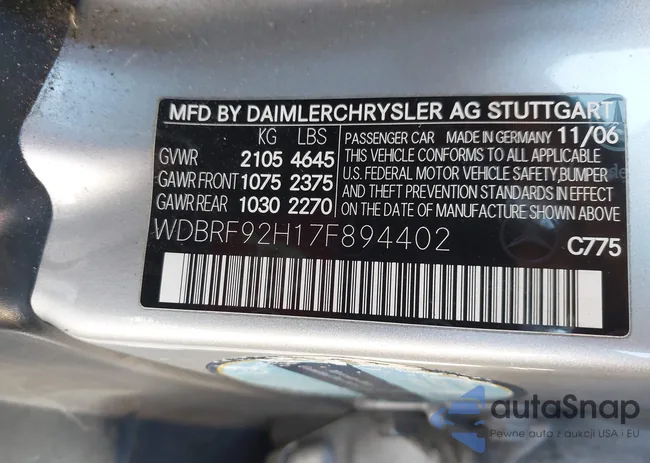 MFD BY DAIMLERCHRYSLER AG STUTTGART
KG LBS
GVWR 2105 4645
GAWR FRONT 1075 2375
GAWR REAR 1030 2270
PASSENGER CAR MADE IN GERMANY 11/06
THIS VEHICLE CONFORMS TO ALL APPLICABLE
U.S. FEDERAL MOTOR VEHICLE SAFETY, BUMPER
AND THEFT PREVENTION STANDARDS IN EFFECT
ON THE DATE OF MANUFACTURE SHOWN ABOVE
WDBRF92H17F894402
C775
autaSnap
Pewne auto z aukcji USA i EU